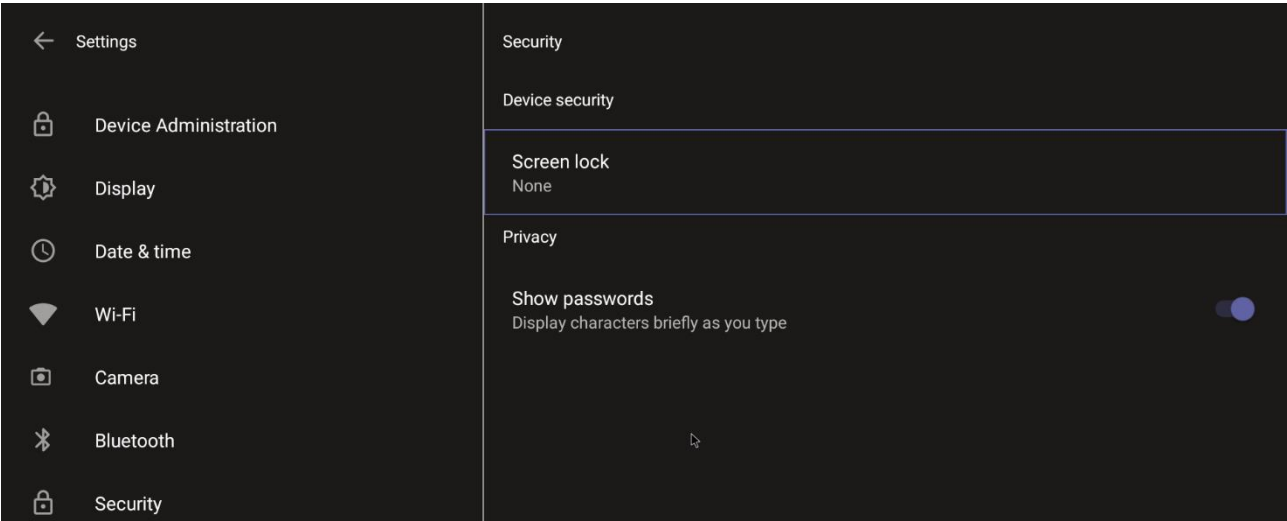 Settings
Device Administration
Display
Date & time
Wi-Fi
Camera
Bluetooth
Security
Security
Device security
Screen lock
None
Privacy
Show passwords
Display characters briefly as you type